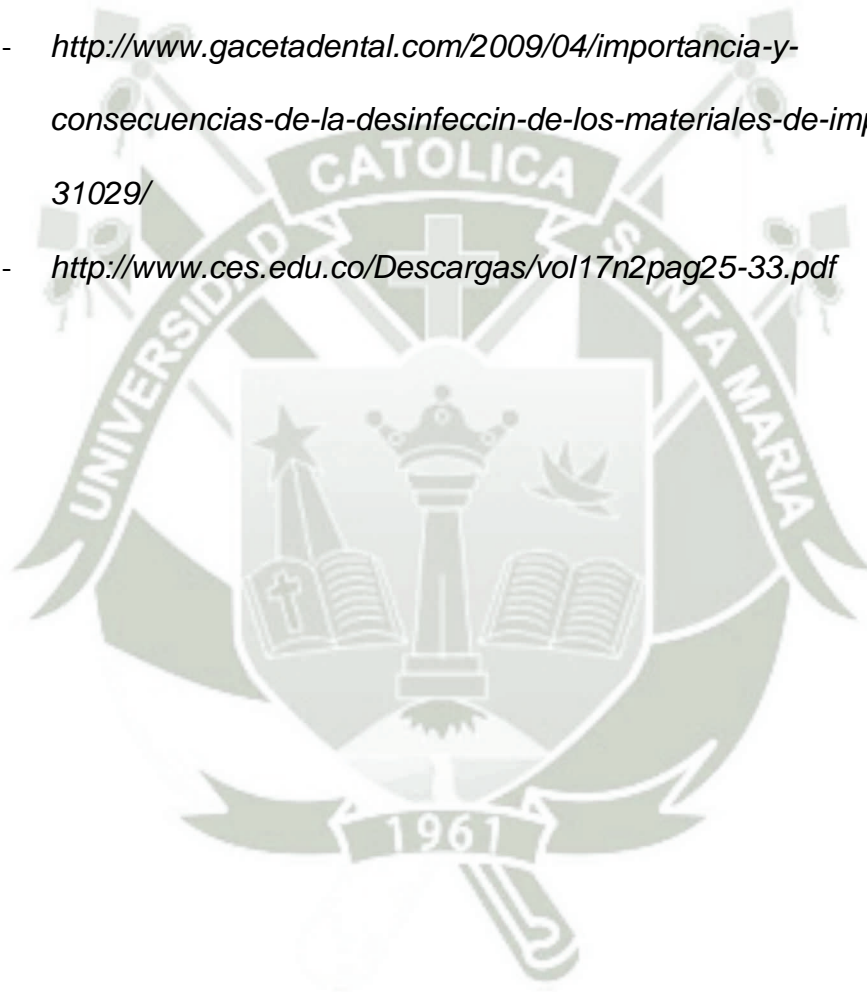 - http://www.gacetadental.com/2009/04/importancia-y-
consecuencias-de-la-desinfeccin-de-los-materiales-de-imp
31029/
- http://www.ces.edu.co/Descargas/vol17n2pag25-33.pdf
UNIVERSIDAD CATOLICA SANTA MARIA
1961